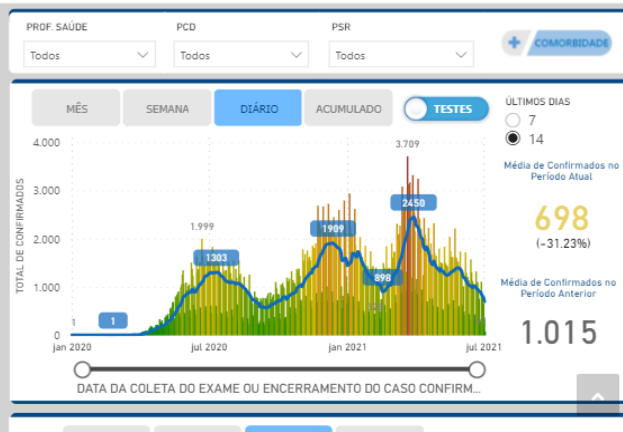 PROF. SAÚDE PCD PSR
Todos Todos Todos
+ COMORBIDADE
MÊS SEMANA DIÁRIO ACUMULADO TESTES
ÚLTIMOS DIAS
7
14
Média de Confirmados no
Período Atual
698
(-31.23%)
Média de Confirmados no
Período Anterior
1.015
TOTAL DE CONFIRMADOS
4.000
3.000
2.000
1.000
0
3.709
2450
1.999
1909
1303
898
1
1
jan 2020 jul 2020 jan 2021 jul 2021
DATA DA COLETA DO EXAME OU ENCERRAMENTO DO CASO CONFIRM...